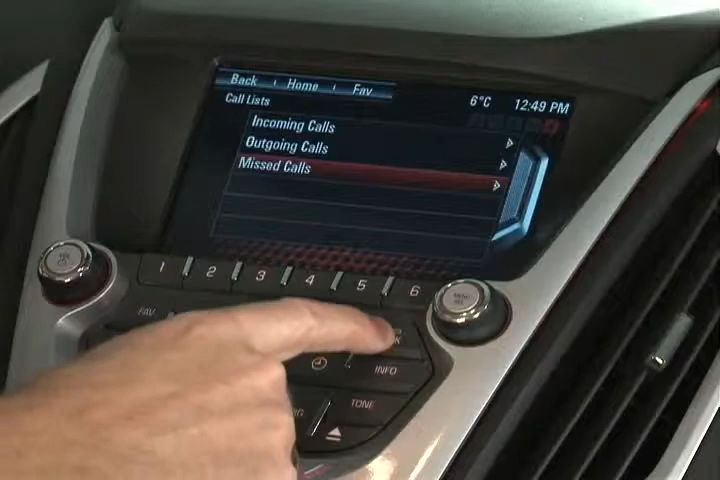 Back Home Fav
6°C 12:49 PM
Call Lists
Incoming Calls
Outgoing Calls
Missed Calls
1 2 3 4 5 6
FAV
MENU
INFO
TONE